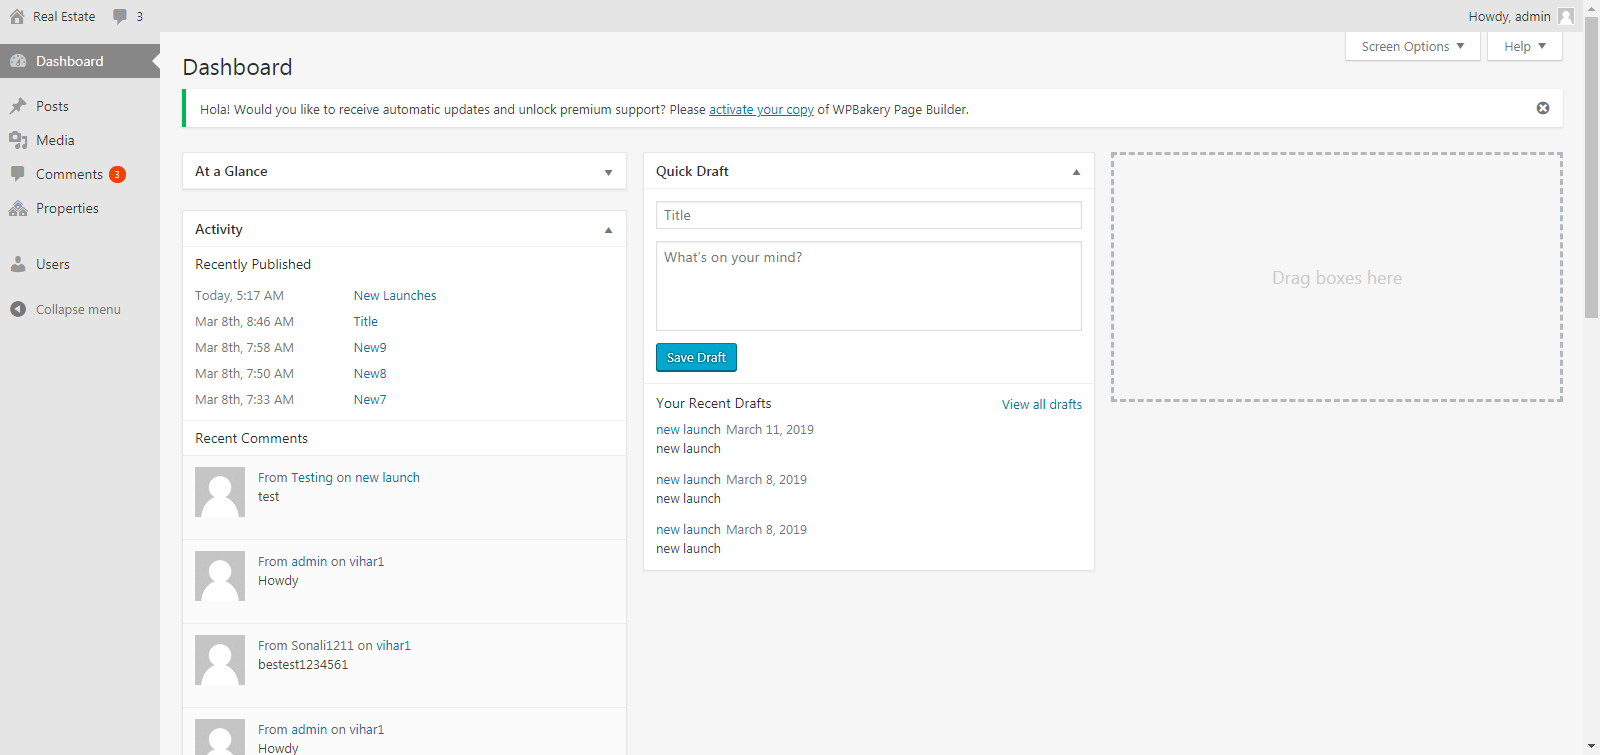 Real Estate
3
Howdy, admin
Dashboard
Posts
Media
Comments 3
Properties
Users
Collapse menu
Screen Options
Help
Dashboard
Hola! Would you like to receive automatic updates and unlock premium support? Please activate your copy of WPBakery Page Builder.
At a Glance
Activity
Recently Published
Today, 5:17 AM New Launches
Mar 8th, 8:46 AM Title
Mar 8th, 7:58 AM New9
Mar 8th, 7:50 AM New8
Mar 8th, 7:33 AM New7
Recent Comments
From Testing on new launch
test
From admin on vihar1
Howdy
From Sonali1211 on vihar1
bestest1234561
From admin on vihar1
Howdy
Quick Draft
Title
What's on your mind?
Save Draft
Your Recent Drafts
View all drafts
new launch March 11, 2019
new launch
new launch March 8, 2019
new launch
new launch March 8, 2019
new launch
Drag boxes here